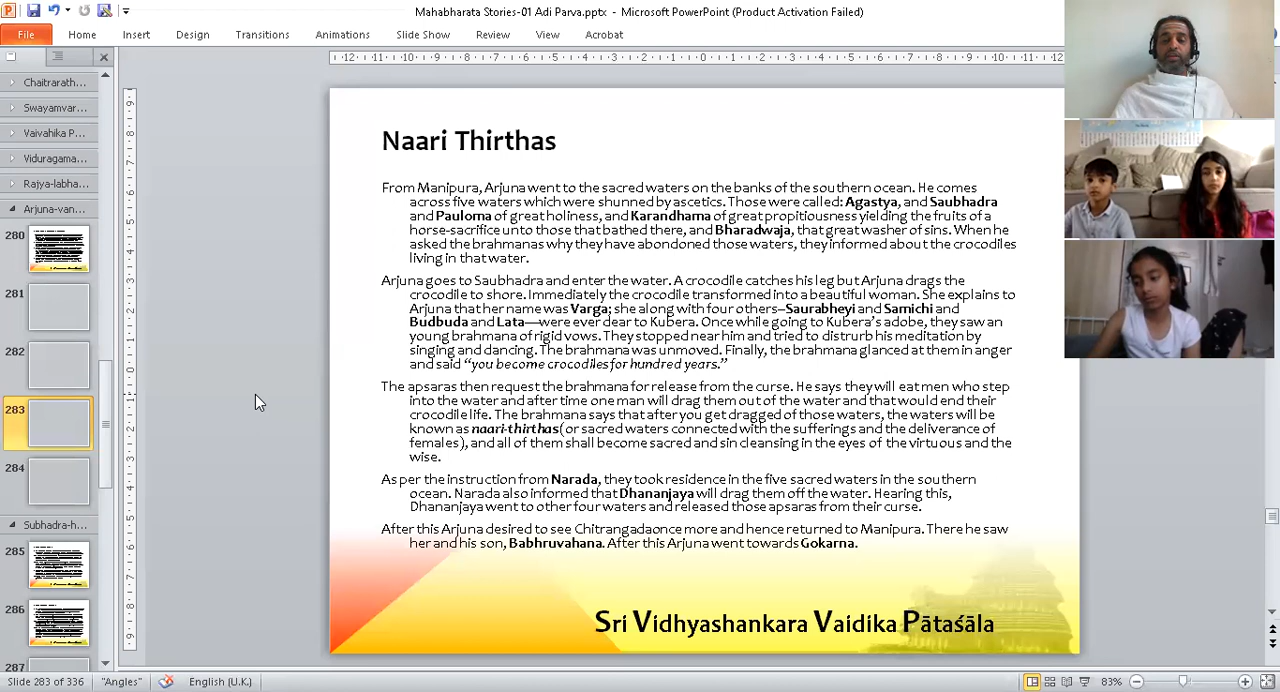 Mahabharata Stories-01 Adi Parva.pptx - Microsoft PowerPoint (Product Activation Failed)
File Home Insert Design Transitions Animations Slide Show Review View Acrobat
Chaitrarath...
Swayamvar...
Vaivahika P...
Viduragama...
Rajya-labha...
Arjuna-van...
280
281
282
283
284
Subhadra-h...
285
286
287
Naari Thirthas
From Manipura, Arjuna went to the sacred waters on the banks of the southern ocean. He comes
across five waters which were shunned by ascetics. Those were called: Agastya, and Saubhadra
and Pauloma of great holiness, and Karandhama of great propitiousness yielding the fruits of a
horse-sacrifice unto those that bathed there, and Bharadwaja, that great washer of sins. When he
asked the brahmanas why they have abondoned those waters, they informed about the crocodiles
living in that water.
Arjuna goes to Saubhadra and enter the water. A crocodile catches his leg but Arjuna drags the
crocodile to shore. Immediately the crocodile transformed into a beautiful woman. She explains to
Arjuna that her name was Varga; she along with four others–Saurabheyi and Samichi and
Budbuda and Lata—were ever dear to Kubera. Once while going to Kubera's adobe, they saw an
young brahmana of rigid vows. They stopped near him and tried to distrurb his meditation by
singing and dancing. The brahmana was unmoved. Finally, the brahmana glanced at them in anger
and said “you become crocodiles for hundred years.”
The apsaras then request the brahmana for release from the curse. He says they will eat men who step
into the water and after time one man will drag them out of the water and that would end their
crocodile life. The brahmana says that after you get dragged of those waters, the waters will be
known as naari-thirthas(or sacred waters connected with the sufferings and the deliverance of
females), and all of them shall become sacred and sin cleansing in the eyes of the virtuous and the
wise.
As per the instruction from Narada, they took residence in the five sacred waters in the southern
ocean. Narada also informed that Dhananjaya will drag them off the water. Hearing this,
Dhananjaya went to other four waters and released those apsaras from their curse.
After this Arjuna desired to see Chitrangadaonce more and hence returned to Manipura. There he saw
her and his son, Babhruvahana. After this Arjuna went towards Gokarna.
Sri Vidhyashankara Vaidika Pātaśāla
Slide 283 of 336 "Angles" English (U.K.) 83%